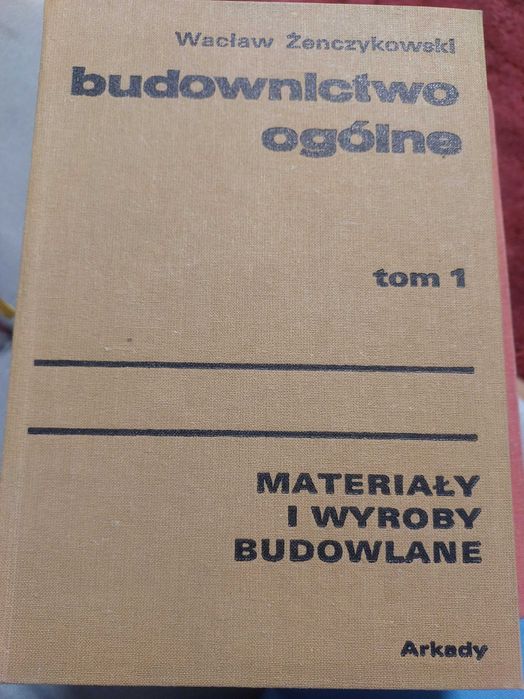 Wacław Żenczykowski
budownictwo
ogólne
tom 1
MATERIAŁY
I WYROBY
BUDOWLANE
Arkady